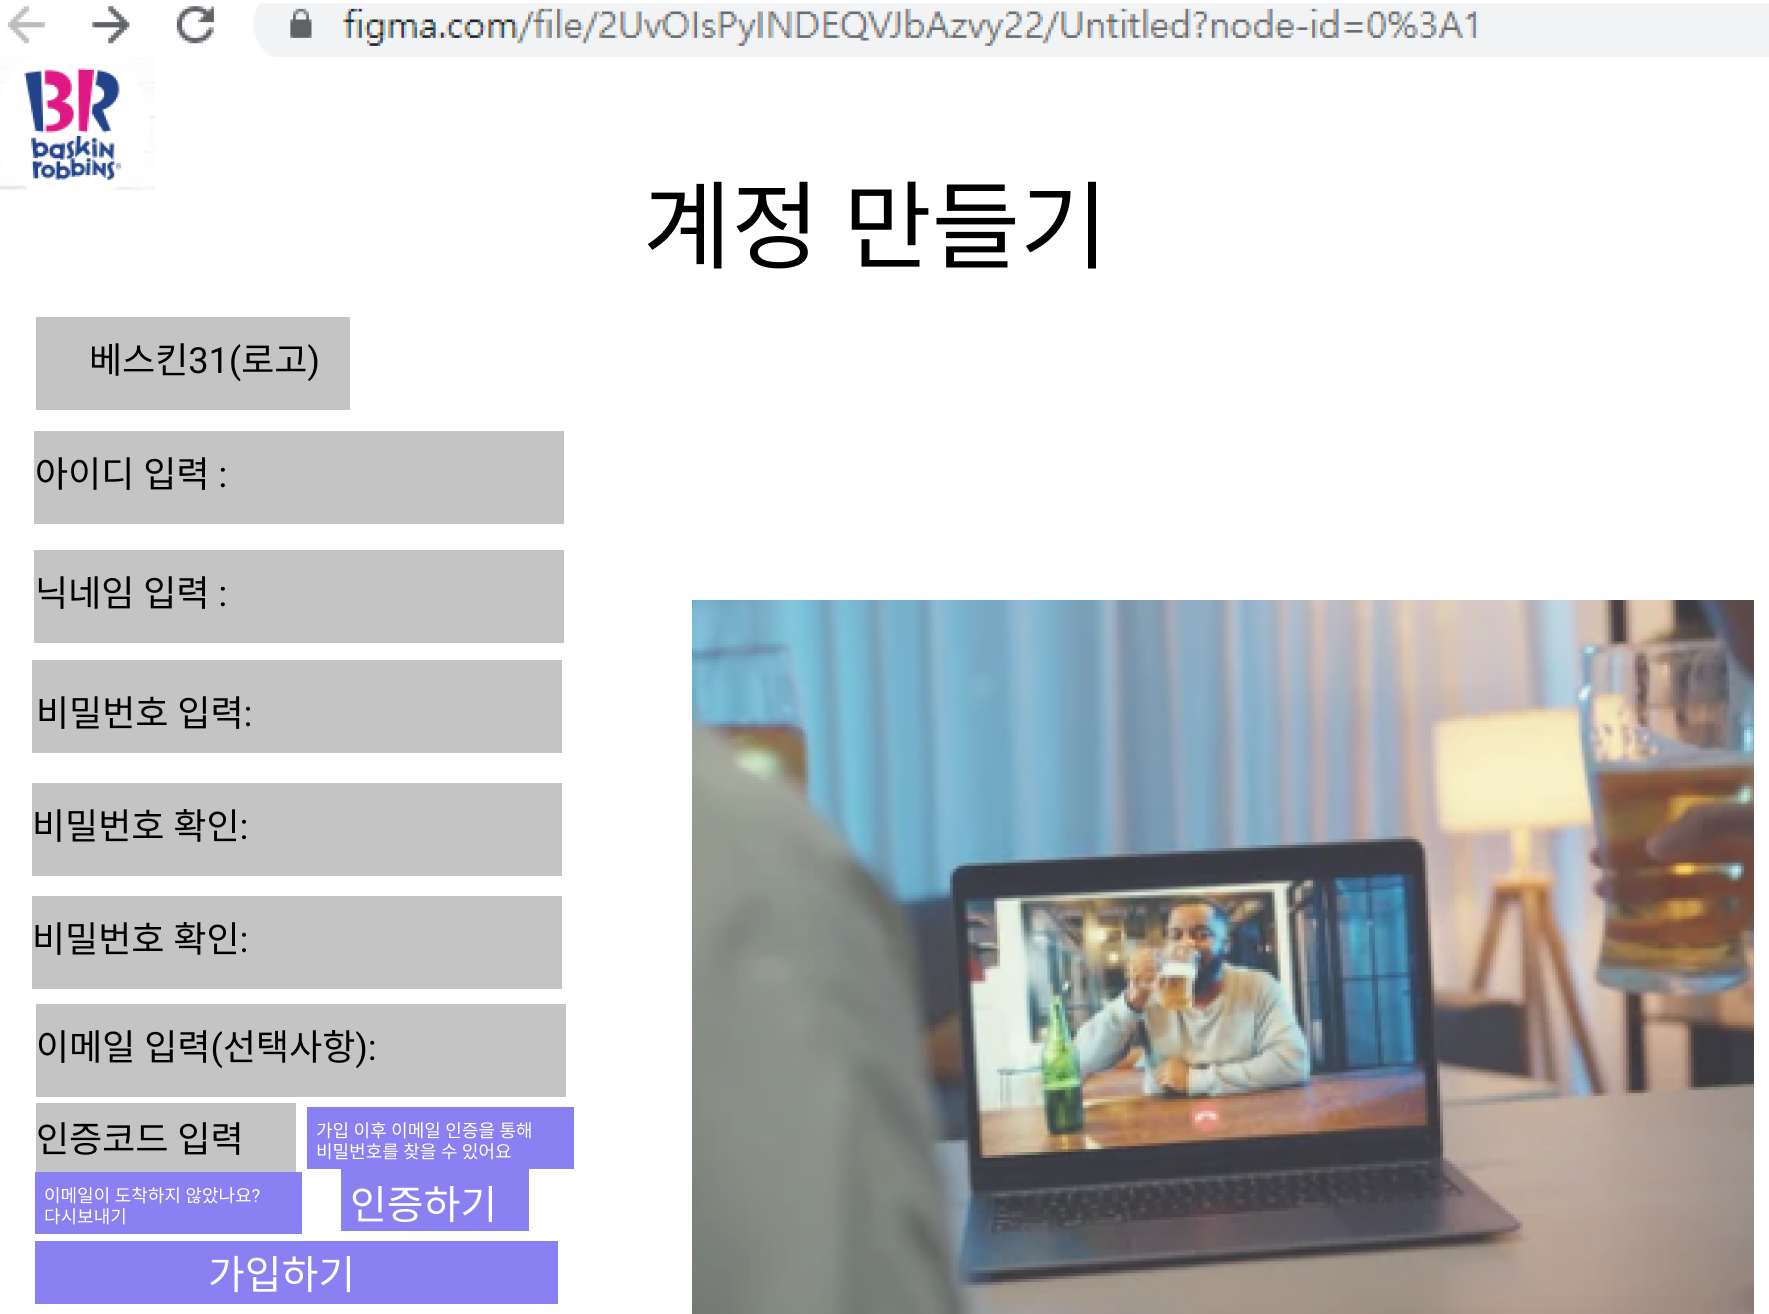 figma.com/file/2UvOIsPyINDEQVJbAzvy22/Untitled?node-id=0%3A1
BR
baskin
robbins
계정 만들기
베스킨31(로고)
아이디 입력 :
닉네임 입력 :
비밀번호 입력:
비밀번호 확인:
비밀번호 확인:
이메일 입력(선택사항):
인증코드 입력
가입 이후 이메일 인증을 통해
비밀번호를 찾을 수 있어요
이메일이 도착하지 않았나요?
다시보내기
인증하기
가입하기